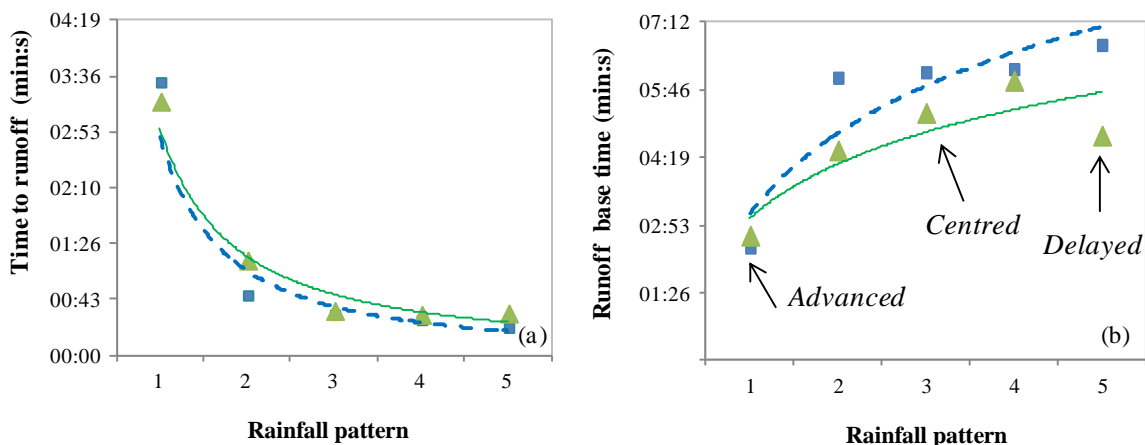 Time to runoff (min:s)
04:19
03:36
02:53
02:10
01:26
00:43
00:00
(a)
1 2 3 4 5
Rainfall pattern
Runoff base time (min:s)
07:12
05:46
04:19
02:53
01:26
Centred
Delayed
Advanced
(b)
1 2 3 4 5
Rainfall pattern